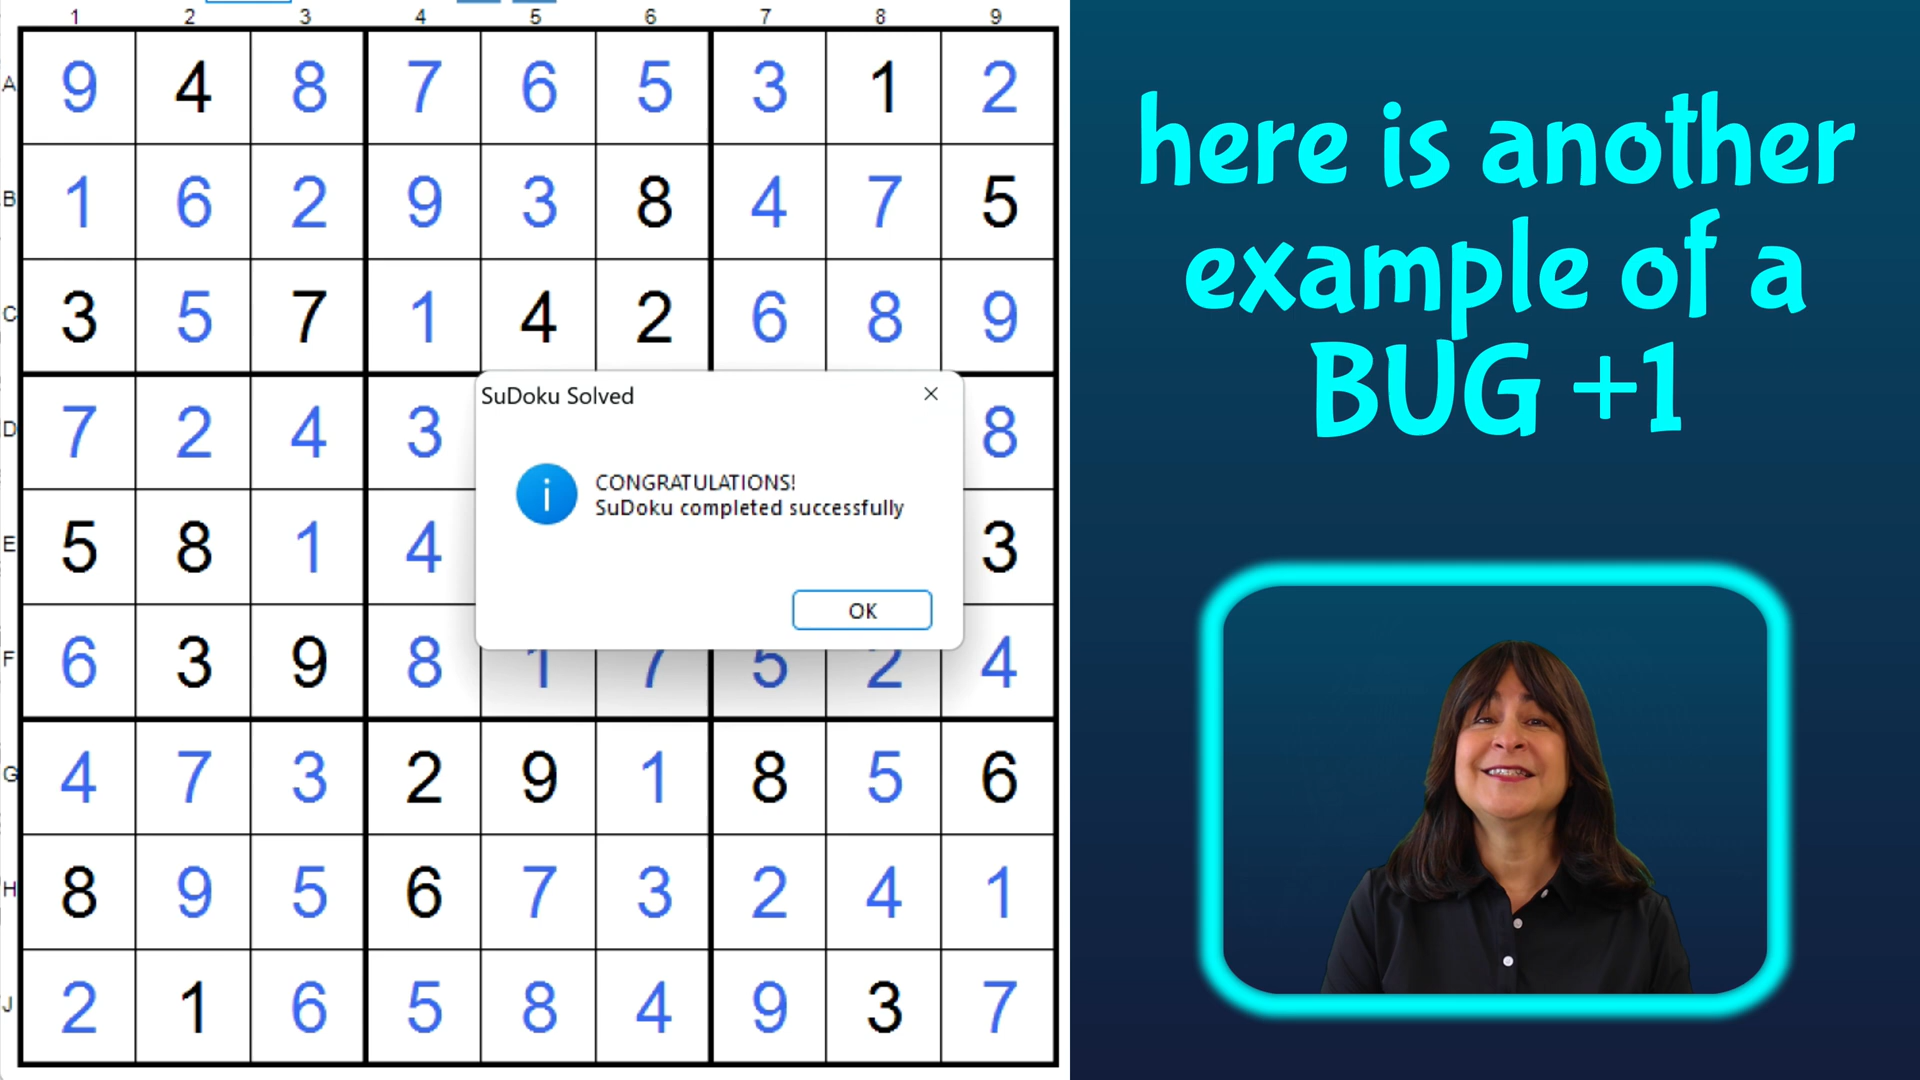 1 2 3 4 5 6 7 8 9
A 9 4 8 7 6 5 3 1 2
B 1 6 2 9 3 8 4 7 5
C 3 5 7 1 4 2 6 8 9
D 7 2 4 3 8
E 5 8 1 4 3
F 6 3 9 8 1 7 5 2 4
G 4 7 3 2 9 1 8 5 6
H 8 9 5 6 7 3 2 4 1
J 2 1 6 5 8 4 9 3 7
SuDoku Solved
CONGRATULATIONS!
SuDoku completed successfully
OK
here is another
example of a
BUG +1